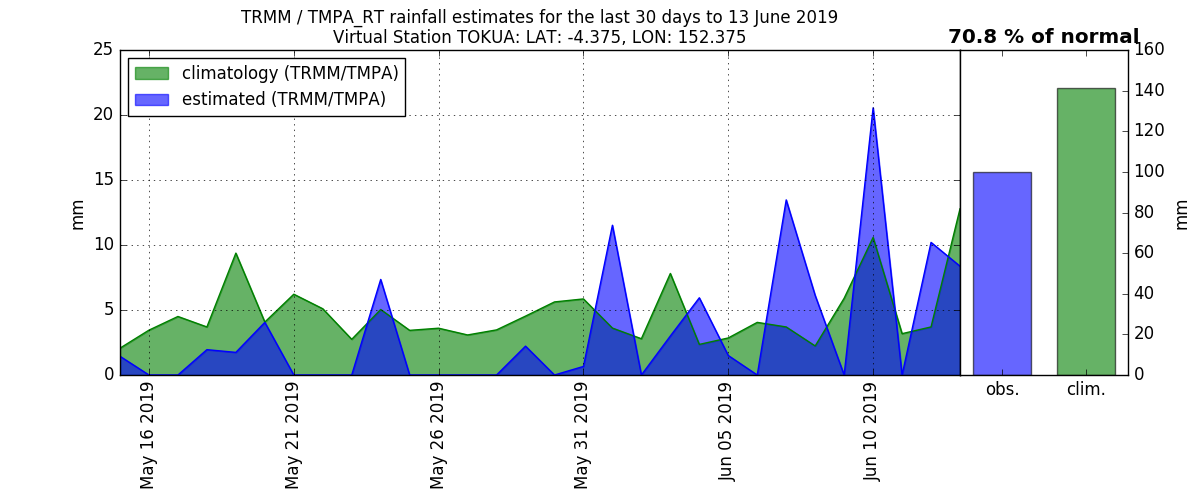 TRMM / TMPA_RT rainfall estimates for the last 30 days to 13 June 2019
Virtual Station TOKUA: LAT: -4.375, LON: 152.375
70.8 % of normal
climatology (TRMM/TMPA)
estimated (TRMM/TMPA)
25
20
15
10
5
0
mm
May 16 2019
May 21 2019
May 26 2019
May 31 2019
Jun 05 2019
Jun 10 2019
obs.
clim.
160
140
120
100
80
60
40
20
0
mm